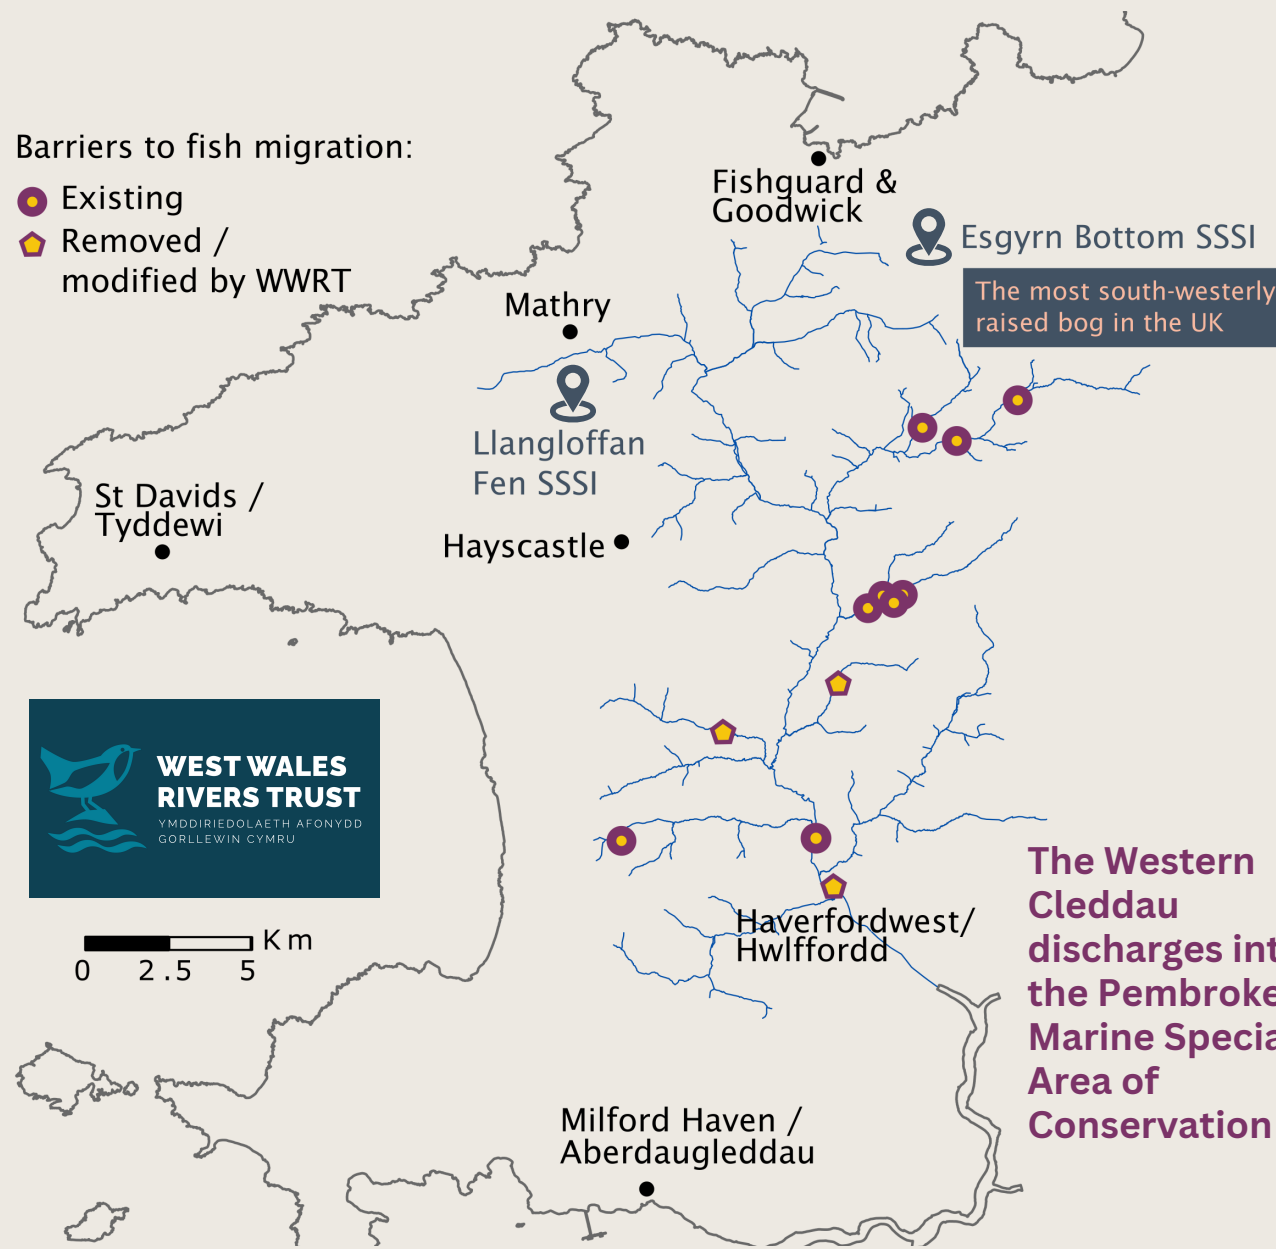 Barriers to fish migration:
Existing
Removed /
modified by WWRT
Fishguard &
Goodwick
Esgyrn Bottom SSSI
The most south-westerly
raised bog in the UK
Mathry
Llangloffan
Fen SSSI
St Davids /
Tyddewi
Hayscastle
WEST WALES
RIVERS TRUST
YMDDIRIEDOLAETH AFONYDD
GORLLEWIN CYMRU
Km
0 2.5 5
Haverfordwest/
Hwlffordd
The Western
Cleddau
discharges int
the Pembroke
Marine Specia
Area of
Conservation
Milford Haven /
Aberdaugleddau